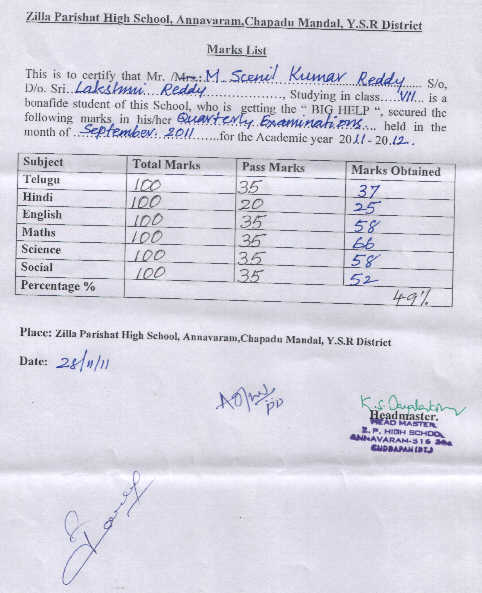 Zilla Parishat High School, Annavaram,Chapadu Mandal, Y.S.R District
Marks List
This is to certify that Mr. /Mrs.: M Sreenil Kumar Reddy..... S/o,
D/o. Sri. Lakshmi Reddy................, Studying in class....VII... is a
bonafide student of this School, who is getting the " BIG HELP ", secured the
following marks, in his/her Quarterly Examinations.... held in the
month of .September. 2011.......for the Academic year 2011 - 2012.
Subject Total Marks Pass Marks Marks Obtained
Telugu 100 35 37
Hindi 100 20 25
English 100 35 58
Maths 100 35 66
Science 100 35 58
Social 100 35 52
Percentage % 49%
Place: Zilla Parishat High School, Annavaram,Chapadu Mandal, Y.S.R District
Date: 28/11/11
Headmaster.
HEAD MASTER
Z. P. HIGH SCHOOL
ANNAVARAM-516
CUDDAPAH (DT.)